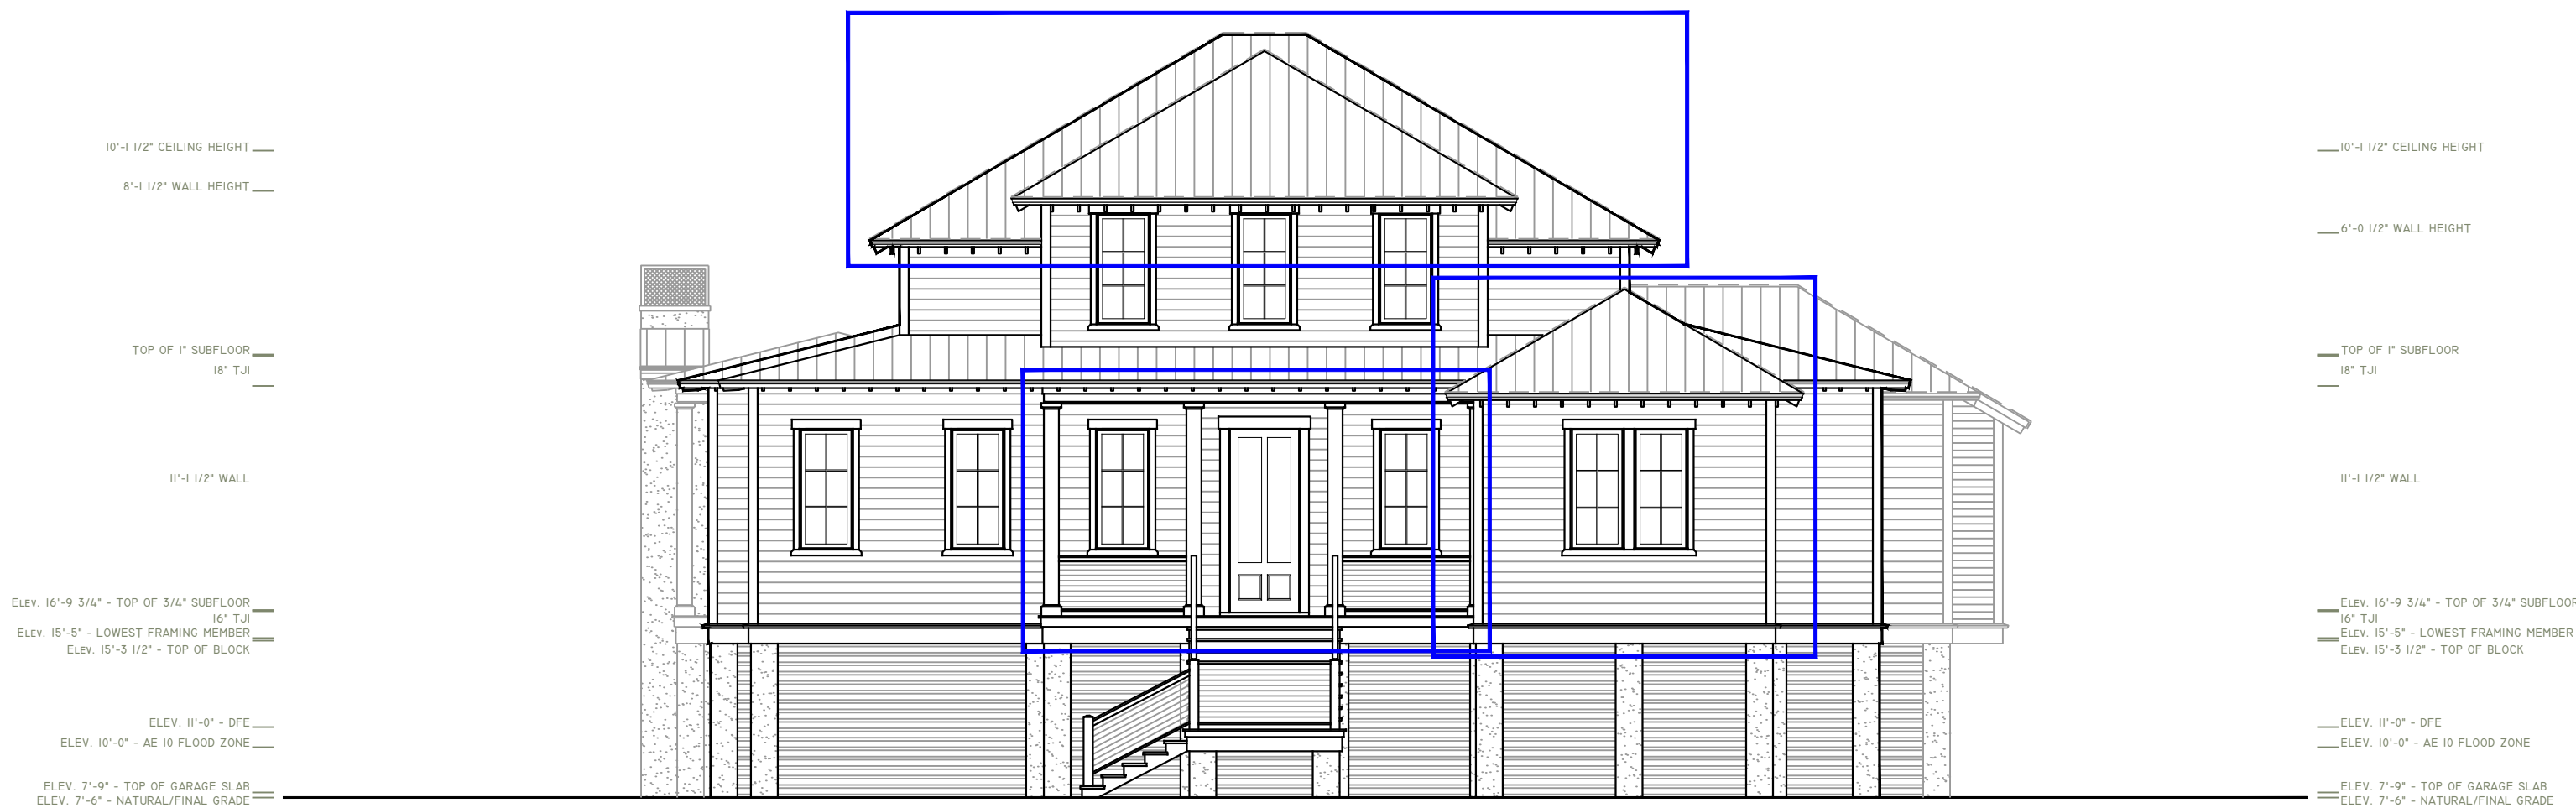 10'-1 1/2" CEILING HEIGHT
8'-1 1/2" WALL HEIGHT
TOP OF 1" SUBFLOOR
18" TJI
11'-1 1/2" WALL
ELEV. 16'-9 3/4" - TOP OF 3/4" SUBFLOOR
16" TJI
ELEV. 15'-5" - LOWEST FRAMING MEMBER
ELEV. 15'-3 1/2" - TOP OF BLOCK
ELEV. 11'-0" - DFE
ELEV. 10'-0" - AE 10 FLOOD ZONE
ELEV. 7'-9" - TOP OF GARAGE SLAB
ELEV. 7'-6" - NATURAL/FINAL GRADE
10'-1 1/2" CEILING HEIGHT
6'-0 1/2" WALL HEIGHT
TOP OF 1" SUBFLOOR
18" TJI
11'-1 1/2" WALL
ELEV. 16'-9 3/4" - TOP OF 3/4" SUBFLOOR
16" TJI
ELEV. 15'-5" - LOWEST FRAMING MEMBER
ELEV. 15'-3 1/2" - TOP OF BLOCK
ELEV. 11'-0" - DFE
ELEV. 10'-0" - AE 10 FLOOD ZONE
ELEV. 7'-9" - TOP OF GARAGE SLAB
ELEV. 7'-6" - NATURAL/FINAL GRADE